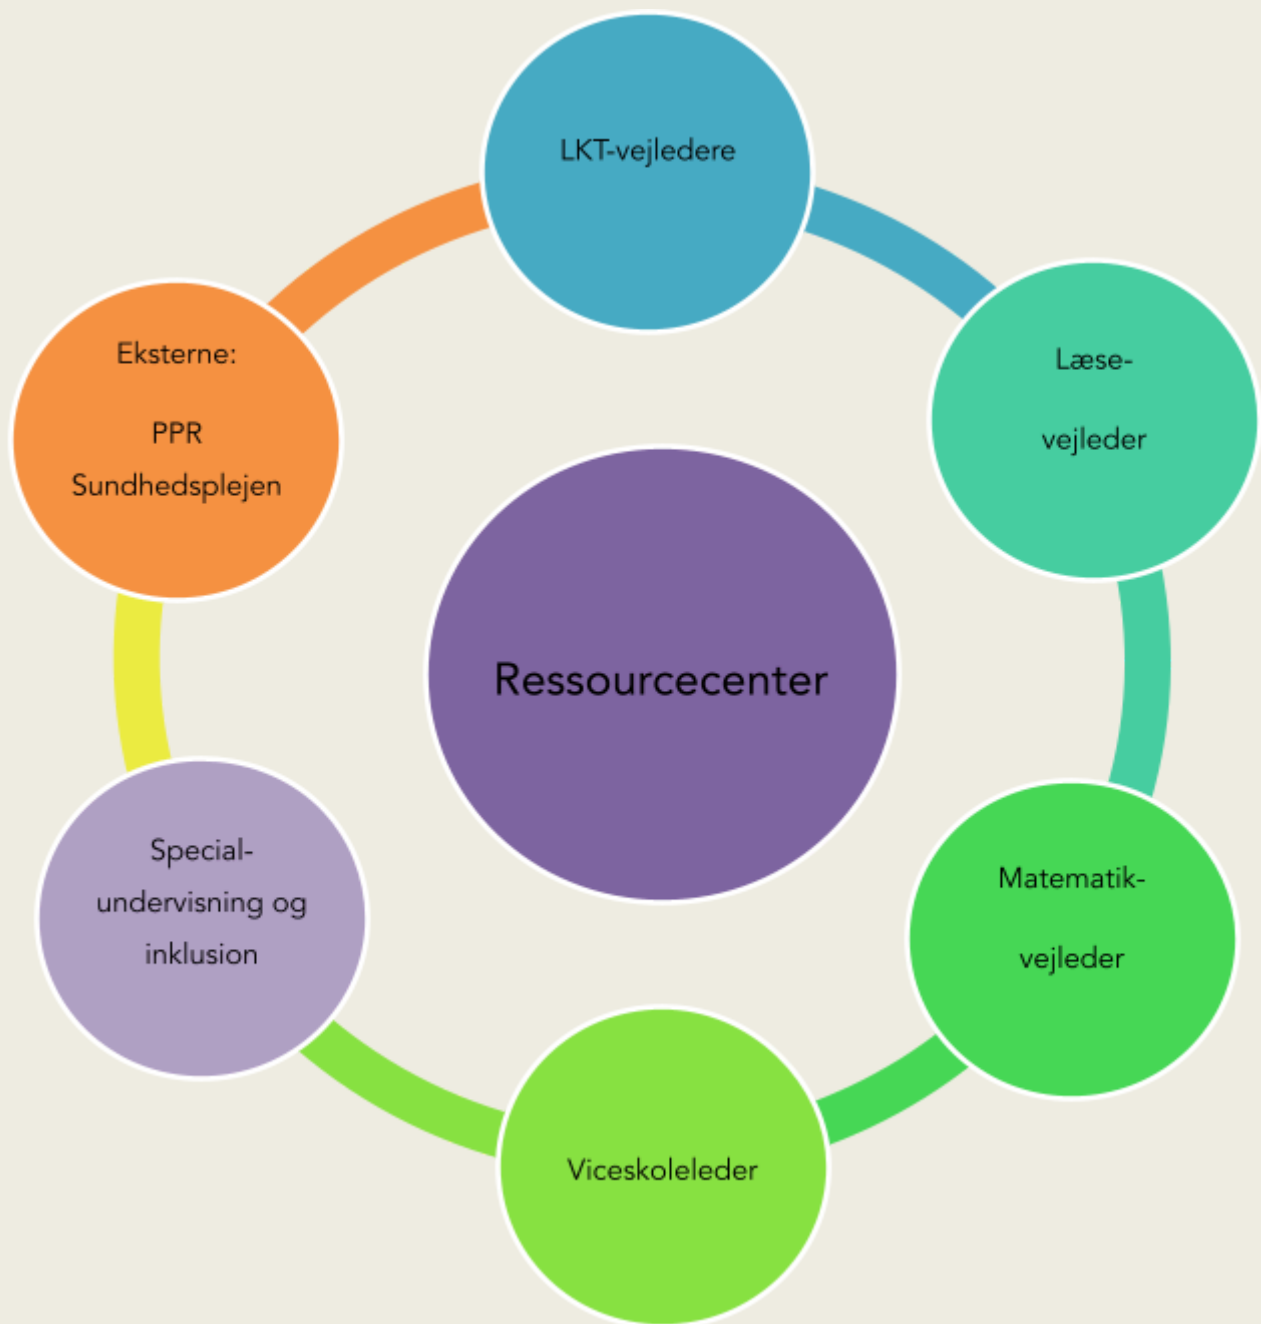 LKT-vejledere
Læse-
vejleder
Matematik-
vejleder
Viceskoleleder
Special-
undervisning og
inklusion
Eksterne:
PPR
Sundhedsplejen
Ressourcecenter